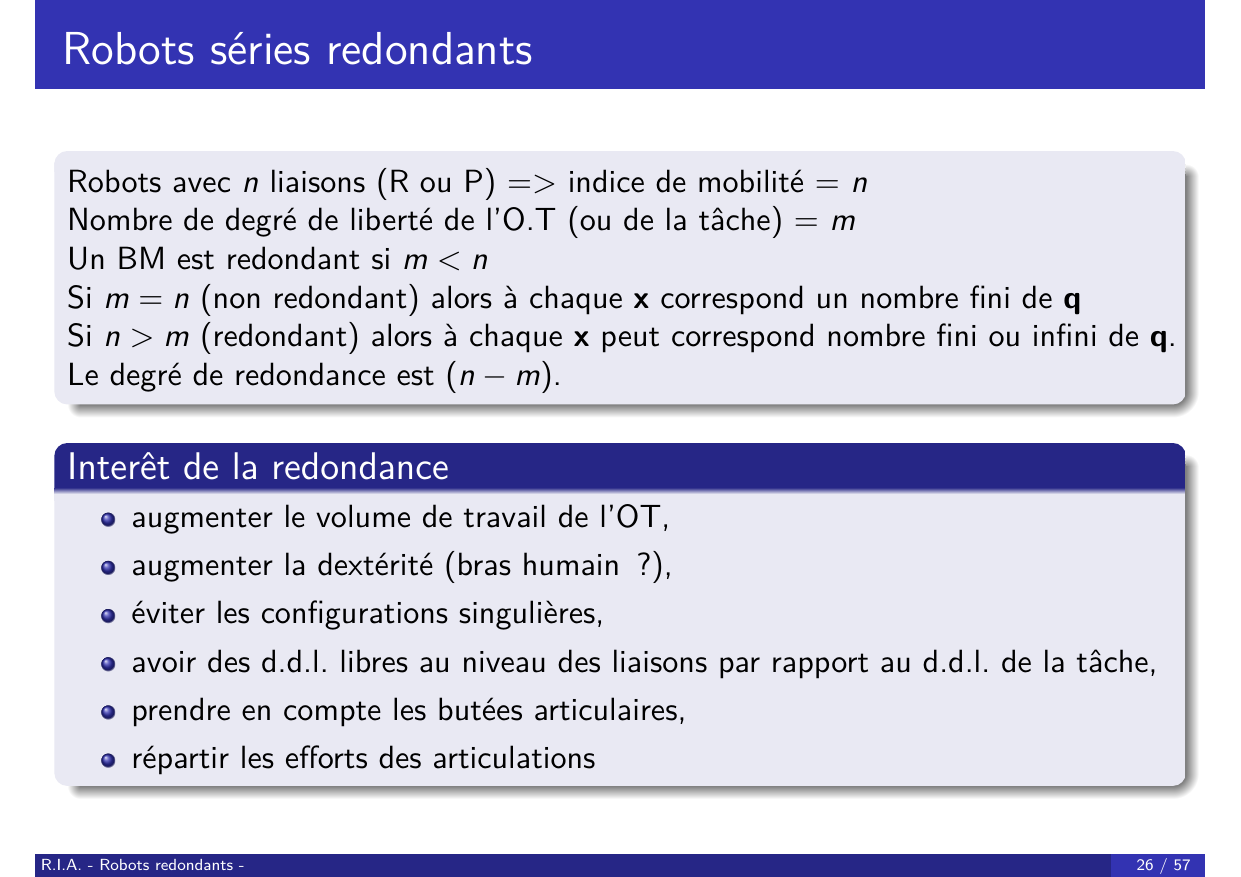 Robots séries redondants
Robots avec n liaisons (R ou P) => indice de mobilité = n
Nombre de degré de liberté de l'O.T (ou de la tâche) = m
Un BM est redondant si m < n
Si m = n (non redondant) alors à chaque x correspond un nombre fini de q
Si n > m (redondant) alors à chaque x peut correspond nombre fini ou infini de q.
Le degré de redondance est (n − m).
Interêt de la redondance
augmenter le volume de travail de l'OT,
augmenter la dextérité (bras humain ?),
éviter les configurations singulières,
avoir des d.d.l. libres au niveau des liaisons par rapport au d.d.l. de la tâche,
prendre en compte les butées articulaires,
répartir les efforts des articulations
R.I.A. - Robots redondants -
26 / 57